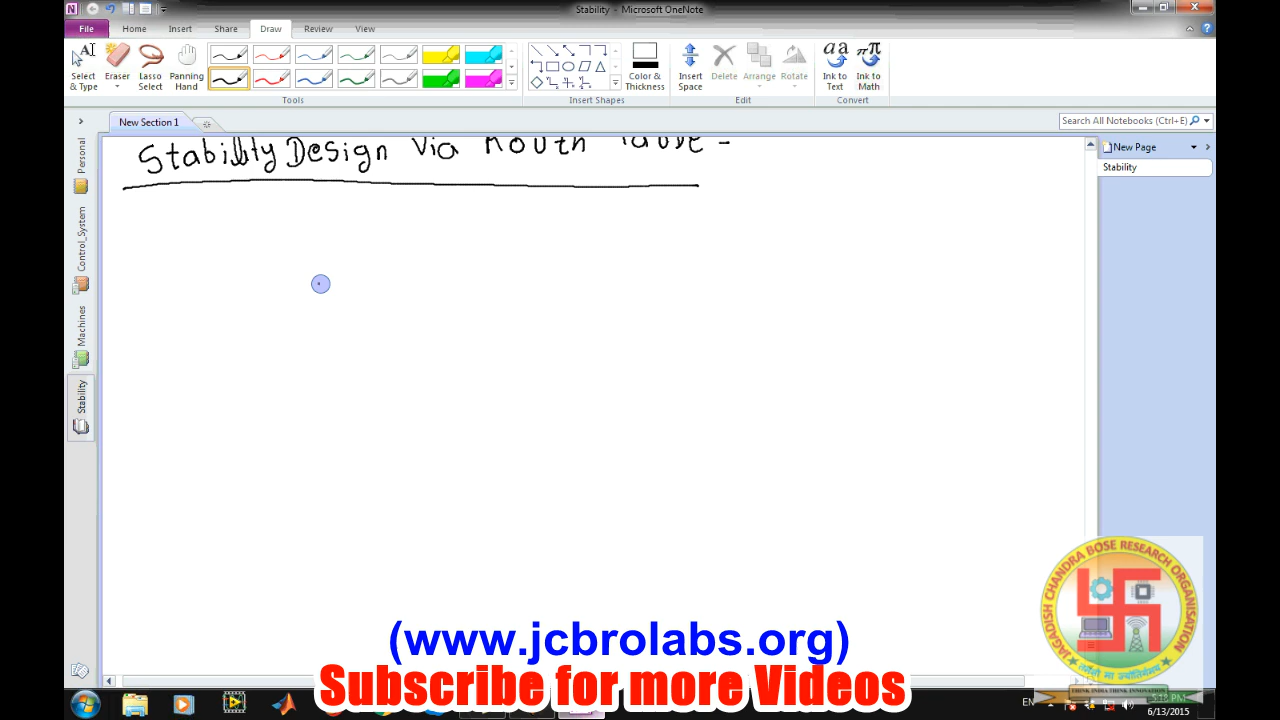 Stability - Microsoft OneNote
File Home Insert Share Draw Review View
Select & Type
Eraser
Lasso Select
Panning Hand
Color & Thickness
Insert Space
Delete
Arrange
Rotate
Ink to Text
Ink to Math
Tools
Insert Shapes
Edit
Convert
New Section 1
Search All Notebooks (Ctrl+E)
New Page
Stability
Personal
Control_System
Machines
Stability
Stability Design Via Routh Table -
JAGADISH CHANDRA BOSE RESEARCH ORGANISATION
THINK INDIA THINK INNOVATION
(www.jcbrolabs.org)
Subscribe for more Videos
EN
6/13/2015